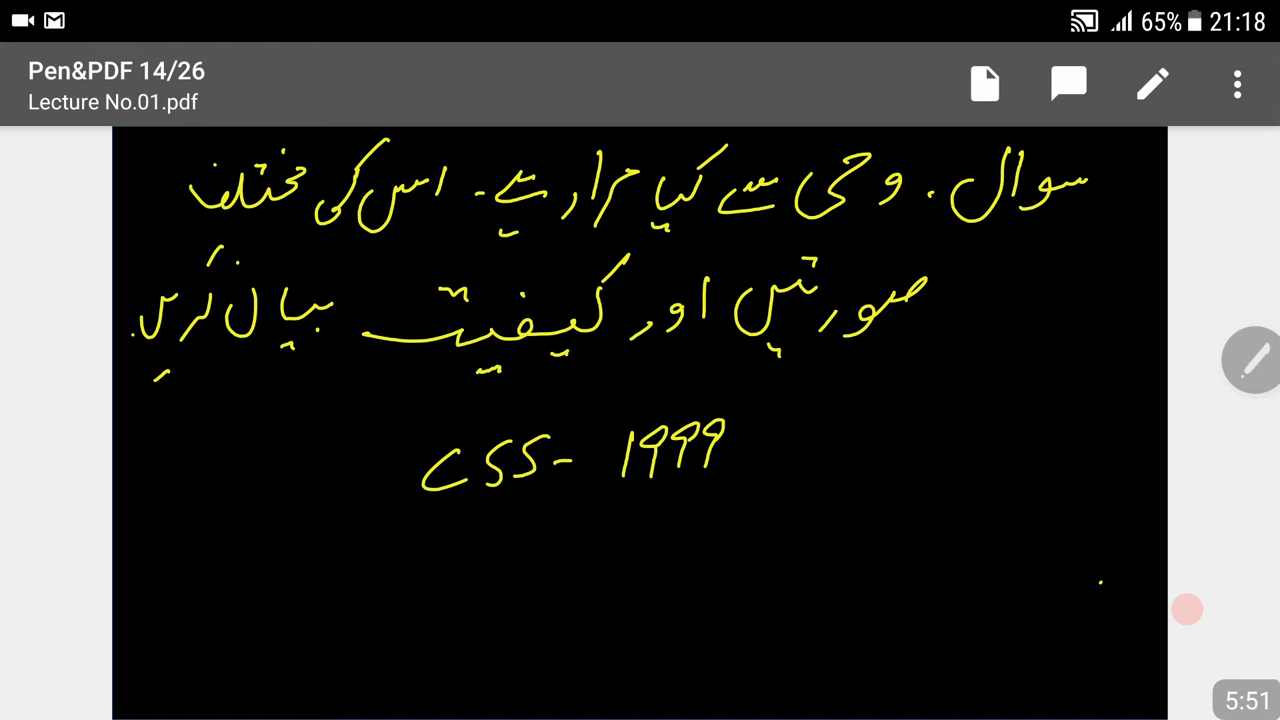 65% 21:18
Pen&PDF 14/26
Lecture No.01.pdf
سوال . وحی سے کیا مراد ہے۔ اس کی مختلف
صورتیں اور کیفیت بیان کریں.
CSS- 1999
5:51